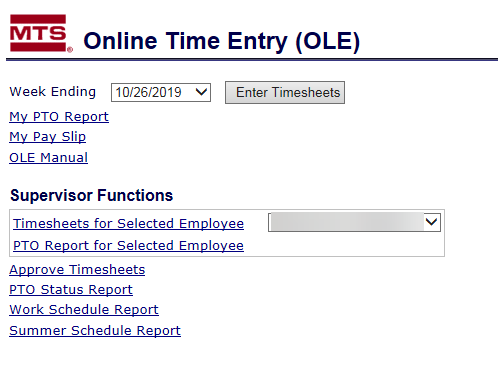 MTS
Online Time Entry (OLE)
Week Ending 10/26/2019 Enter Timesheets
My PTO Report
My Pay Slip
OLE Manual
Supervisor Functions
Timesheets for Selected Employee
PTO Report for Selected Employee
Approve Timesheets
PTO Status Report
Work Schedule Report
Summer Schedule Report